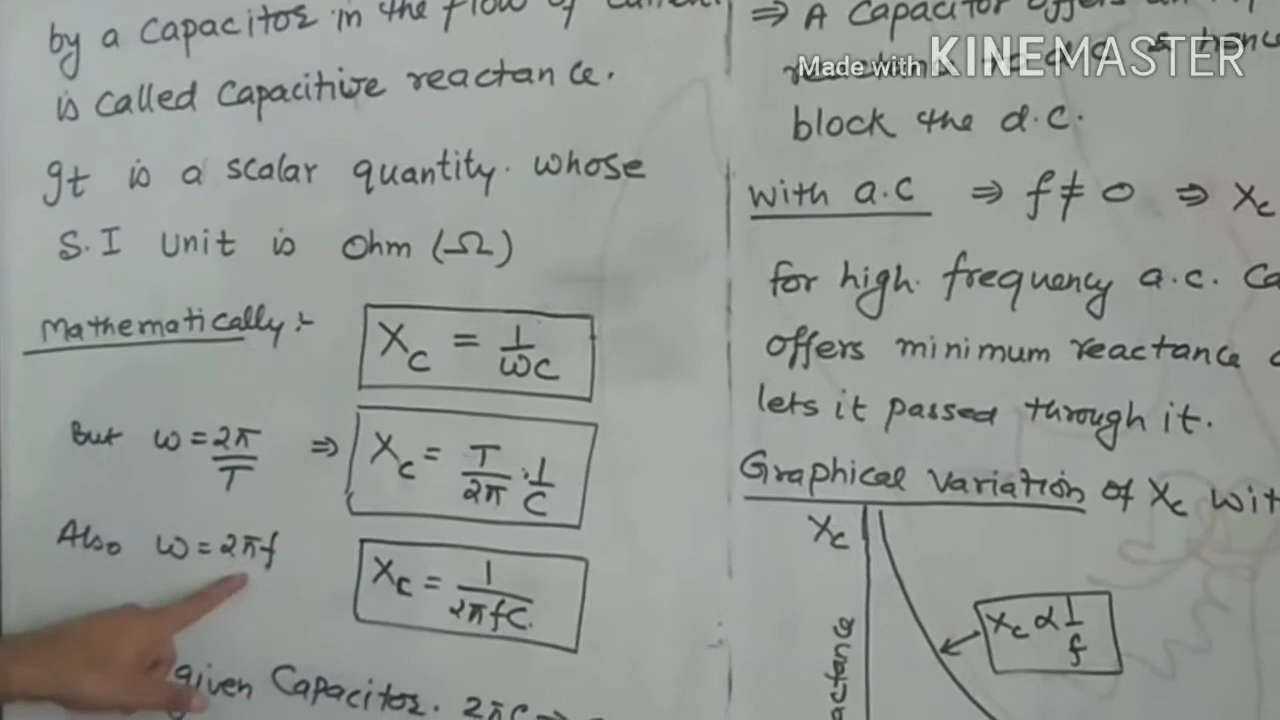 by a capacitor in the flow of current
is called capacitive reactance.
It is a scalar quantity. whose
S.I unit is ohm (Ω)
Mathematically :-
X_C = 1/ωC
But ω = 2π/T ⇒ X_C = T/2π . 1/C
Also ω = 2πf
X_C = 1/2πfC.
given Capacitor. 2πC ⇒
⇒ A capacitor offers
Made with KINEMASTER
hence
block the d.c.
with a.c ⇒ f ≠ 0 ⇒ X_C
for high frequency a.c.
offers minimum reactance
lets it passed through it.
Graphical variation of X_C
X_C
X_C ∝ 1/f